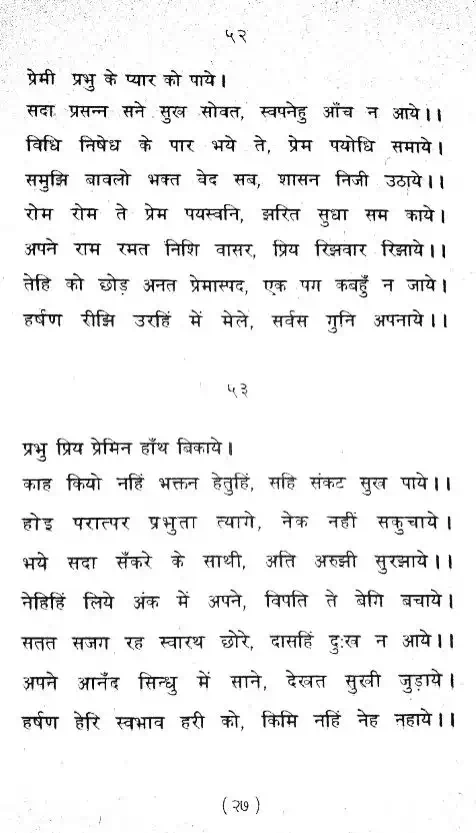 ५२
प्रेमी प्रभु के प्यार को पाये।
सदा प्रसन्न सने सुख सोवत, स्वपनेहु आँच न आये।।
विधि निषेध के पार भये ते, प्रेम पयोधि समाये।
समुझि बावलो भक्त वेद सब, शासन निजी उठाये।।
रोम रोम ते प्रेम पयस्वनि, झरित सुधा सम काये।
अपने राम रमत निशि वासर, प्रिय रिझवार रिझाये।।
तेहि को छोड़ अनत प्रेमास्पद, एक पग कबहुँ न जाये।
हर्षण रीझि उरहिं में मेले, सर्वस गुनि अपनाये।।
५३
प्रभु प्रिय प्रेमिन हाँथ बिकाये।
काह कियो नहिं भक्तन हेतुहिं, सहि संकट सुख पाये।।
होइ परात्पर प्रभुता त्यागे, नेक नहीं सकुचाये।
भये सदा सँकरे के साथी, अति अरुझी सुरझाये।।
नेहिहिं लिये अंक में अपने, विपति ते बेगि बचाये।
सतत सजग रह स्वारथ छोरे, दासहिं दुःख न आये।।
अपने आनँद सिन्धु में साने, देखत सुखी जुड़ाये।
हर्षण हेरि स्वभाव हरी को, किमि नहिं नेह नहाये।।
(२७)